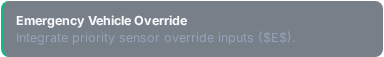 Emergency Vehicle Override
Integrate priority sensor override inputs ($E$).